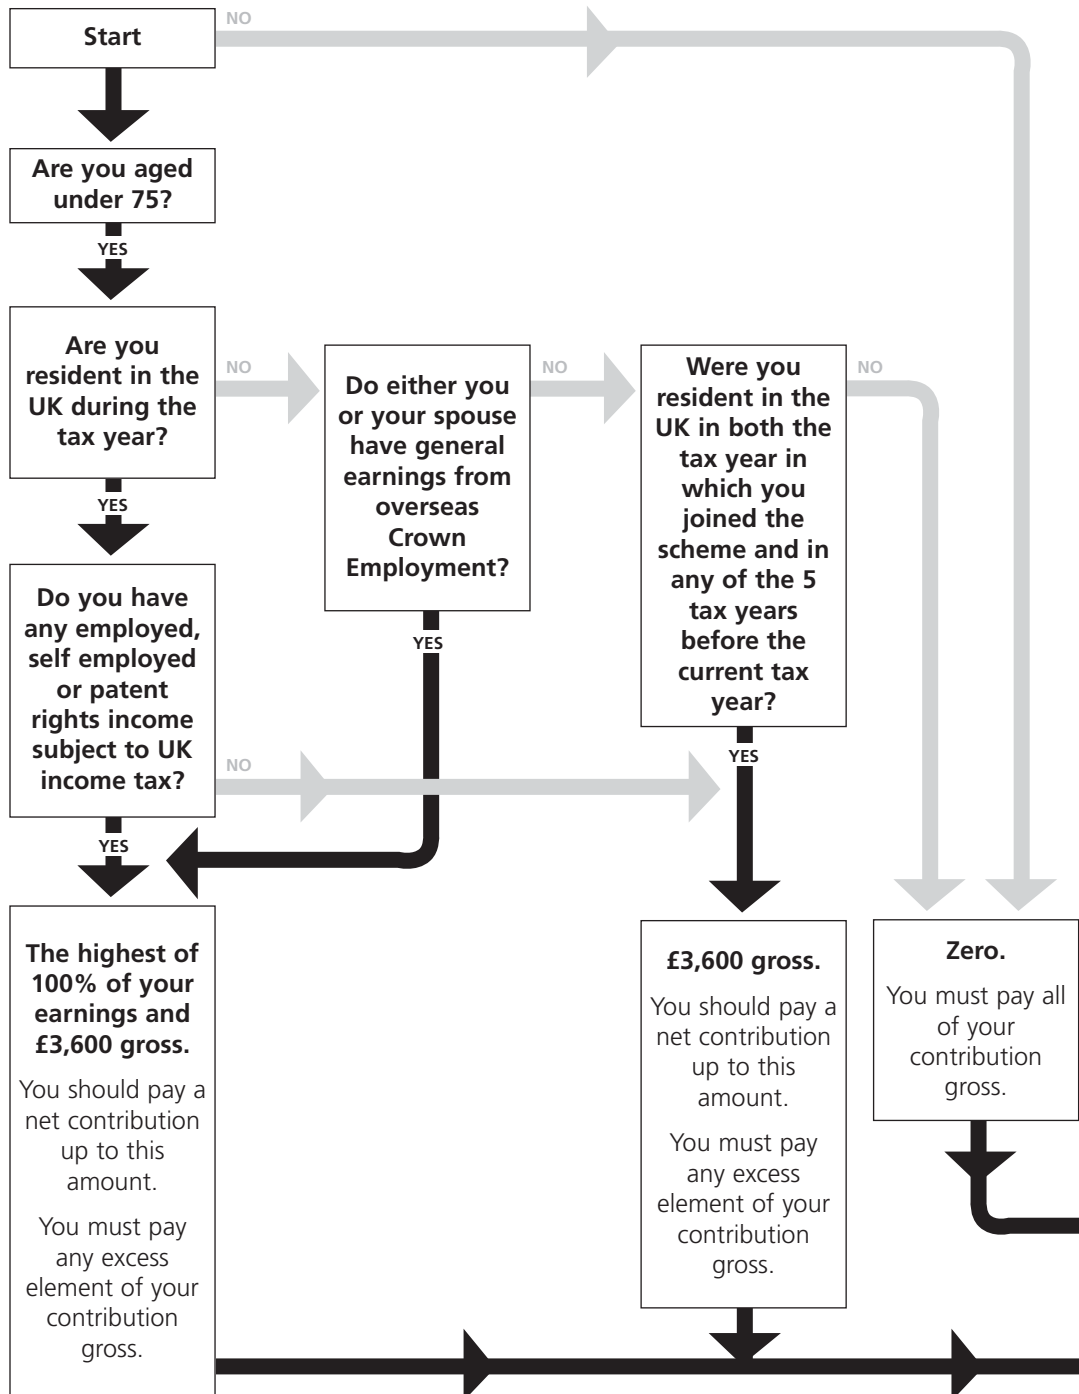 Start
NO
Are you aged
under 75?
YES
Are you
resident in the
UK during the
tax year?
NO
YES
Do either you
or your spouse
have general
earnings from
overseas
Crown
Employment?
NO
YES
Were you
resident in the
UK in both the
tax year in
which you
joined the
scheme and in
any of the 5
tax years
before the
current tax
year?
NO
YES
Do you have
any employed,
self employed
or patent
rights income
subject to UK
income tax?
NO
YES
The highest of
100% of your
earnings and
£3,600 gross.
You should pay a
net contribution
up to this
amount.
You must pay
any excess
element of your
contribution
gross.
£3,600 gross.
You should pay a
net contribution
up to this
amount.
You must pay
any excess
element of your
contribution
gross.
Zero.
You must pay all
of your
contribution
gross.